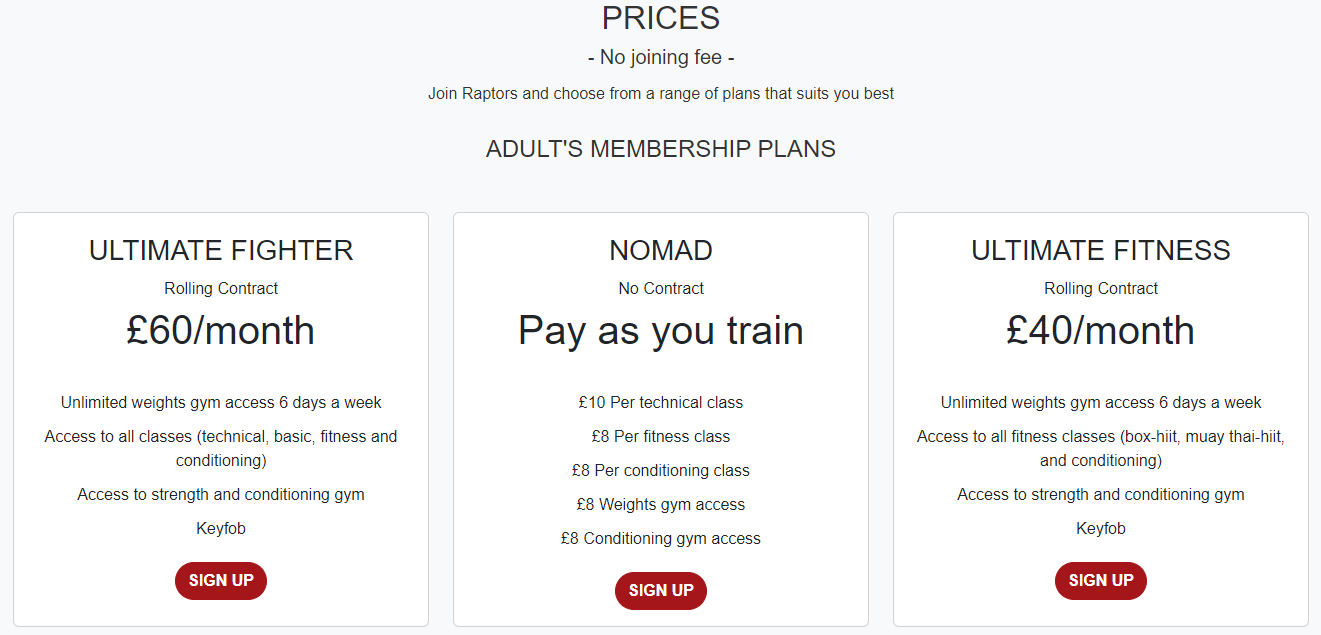 PRICES
- No joining fee -
Join Raptors and choose from a range of plans that suits you best
ADULT'S MEMBERSHIP PLANS
ULTIMATE FIGHTER
Rolling Contract
£60/month
Unlimited weights gym access 6 days a week
Access to all classes (technical, basic, fitness and
conditioning)
Access to strength and conditioning gym
Keyfob
SIGN UP
NOMAD
No Contract
Pay as you train
£10 Per technical class
£8 Per fitness class
£8 Per conditioning class
£8 Weights gym access
£8 Conditioning gym access
SIGN UP
ULTIMATE FITNESS
Rolling Contract
£40/month
Unlimited weights gym access 6 days a week
Access to all fitness classes (box-hiit, muay thai-hiit,
and conditioning)
Access to strength and conditioning gym
Keyfob
SIGN UP